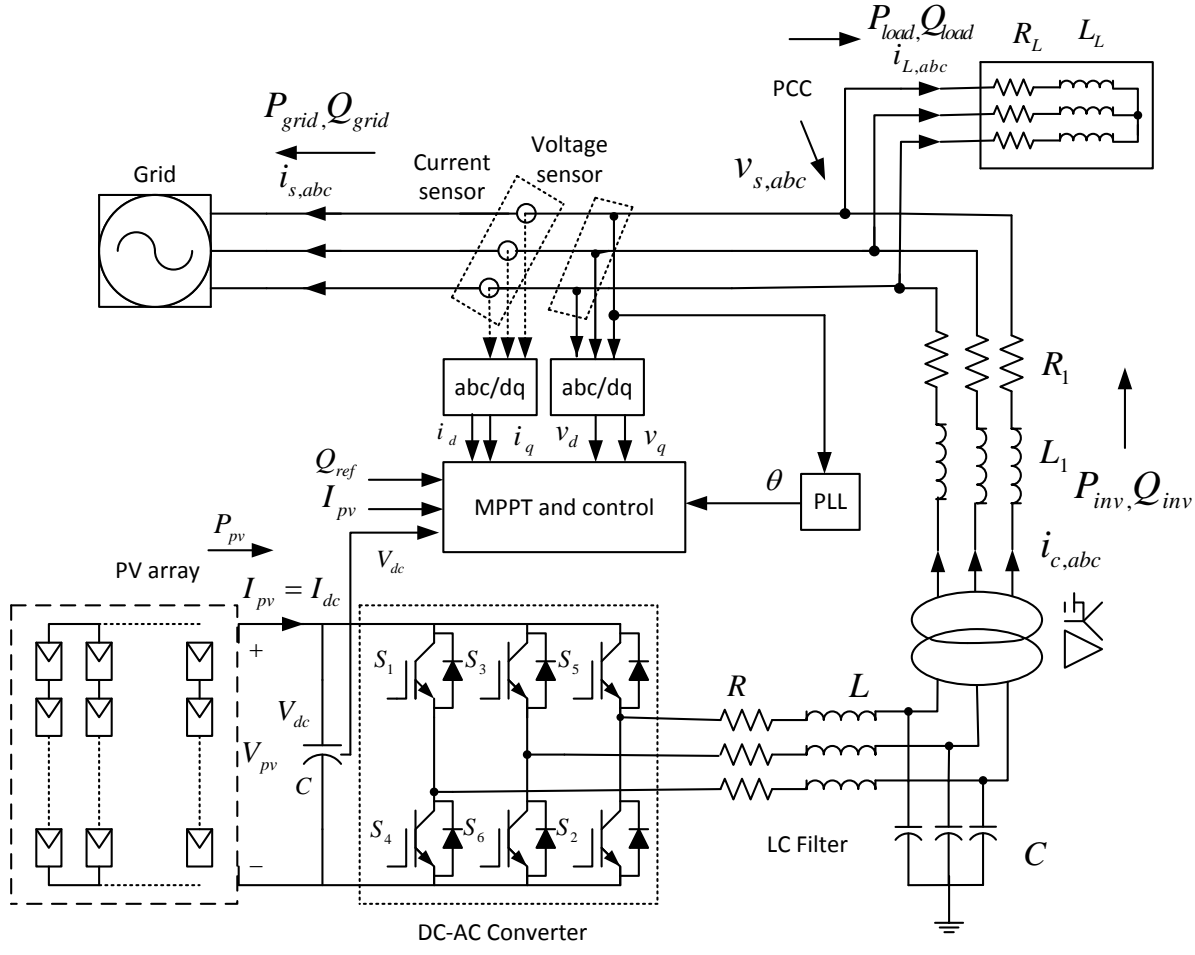 P_load, Q_load
i_L,abc
R_L
L_L
PCC
P_grid, Q_grid
i_s,abc
Grid
Current
sensor
Voltage
sensor
v_s,abc
abc/dq
abc/dq
i_d
i_q
v_d
v_q
Q_ref
I_pv
MPPT and control
θ
PLL
R_1
L_1
P_inv, Q_inv
i_c,abc
P_pv
V_dc
PV array
I_pv = I_dc
+
V_dc
V_pv
C
−
S_1
S_3
S_5
S_4
S_6
S_2
R
L
LC Filter
C
DC-AC Converter